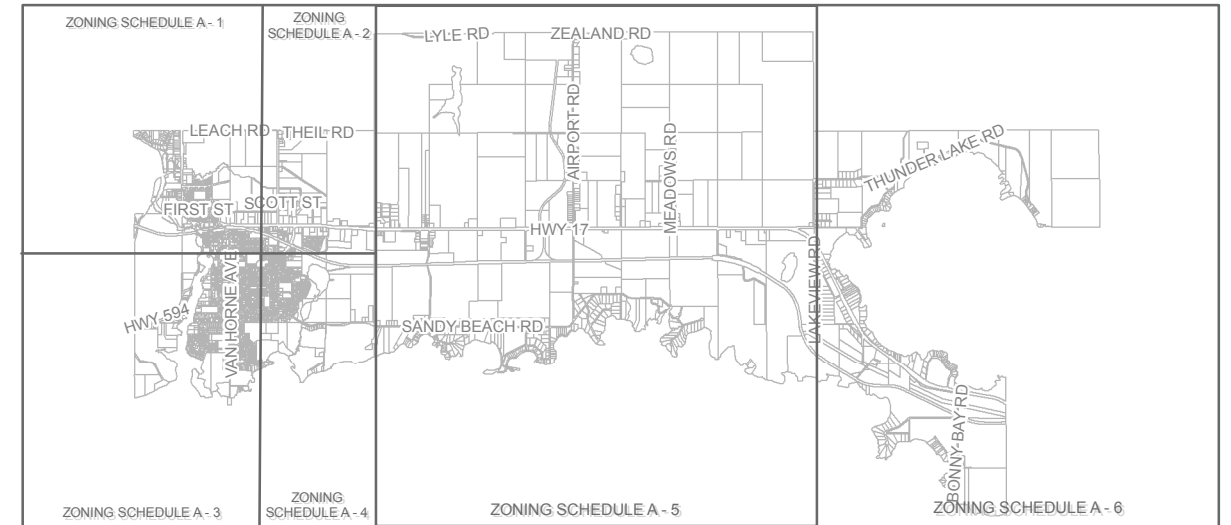 ZONING SCHEDULE A - 1
ZONING
SCHEDULE A - 2
LYLE RD
ZEALAND RD
AIRPORT RD
LEACH RD
THEIL RD
MEADOWS RD
THUNDER LAKE RD
FIRST ST
SCOTT ST
HWY 17
VAN HORNE AVE
LAKEVIEW RD
HWY 594
SANDY BEACH RD
BONNY BAY RD
ZONING SCHEDULE A - 3
ZONING
SCHEDULE A - 4
ZONING SCHEDULE A - 5
ZONING SCHEDULE A - 6